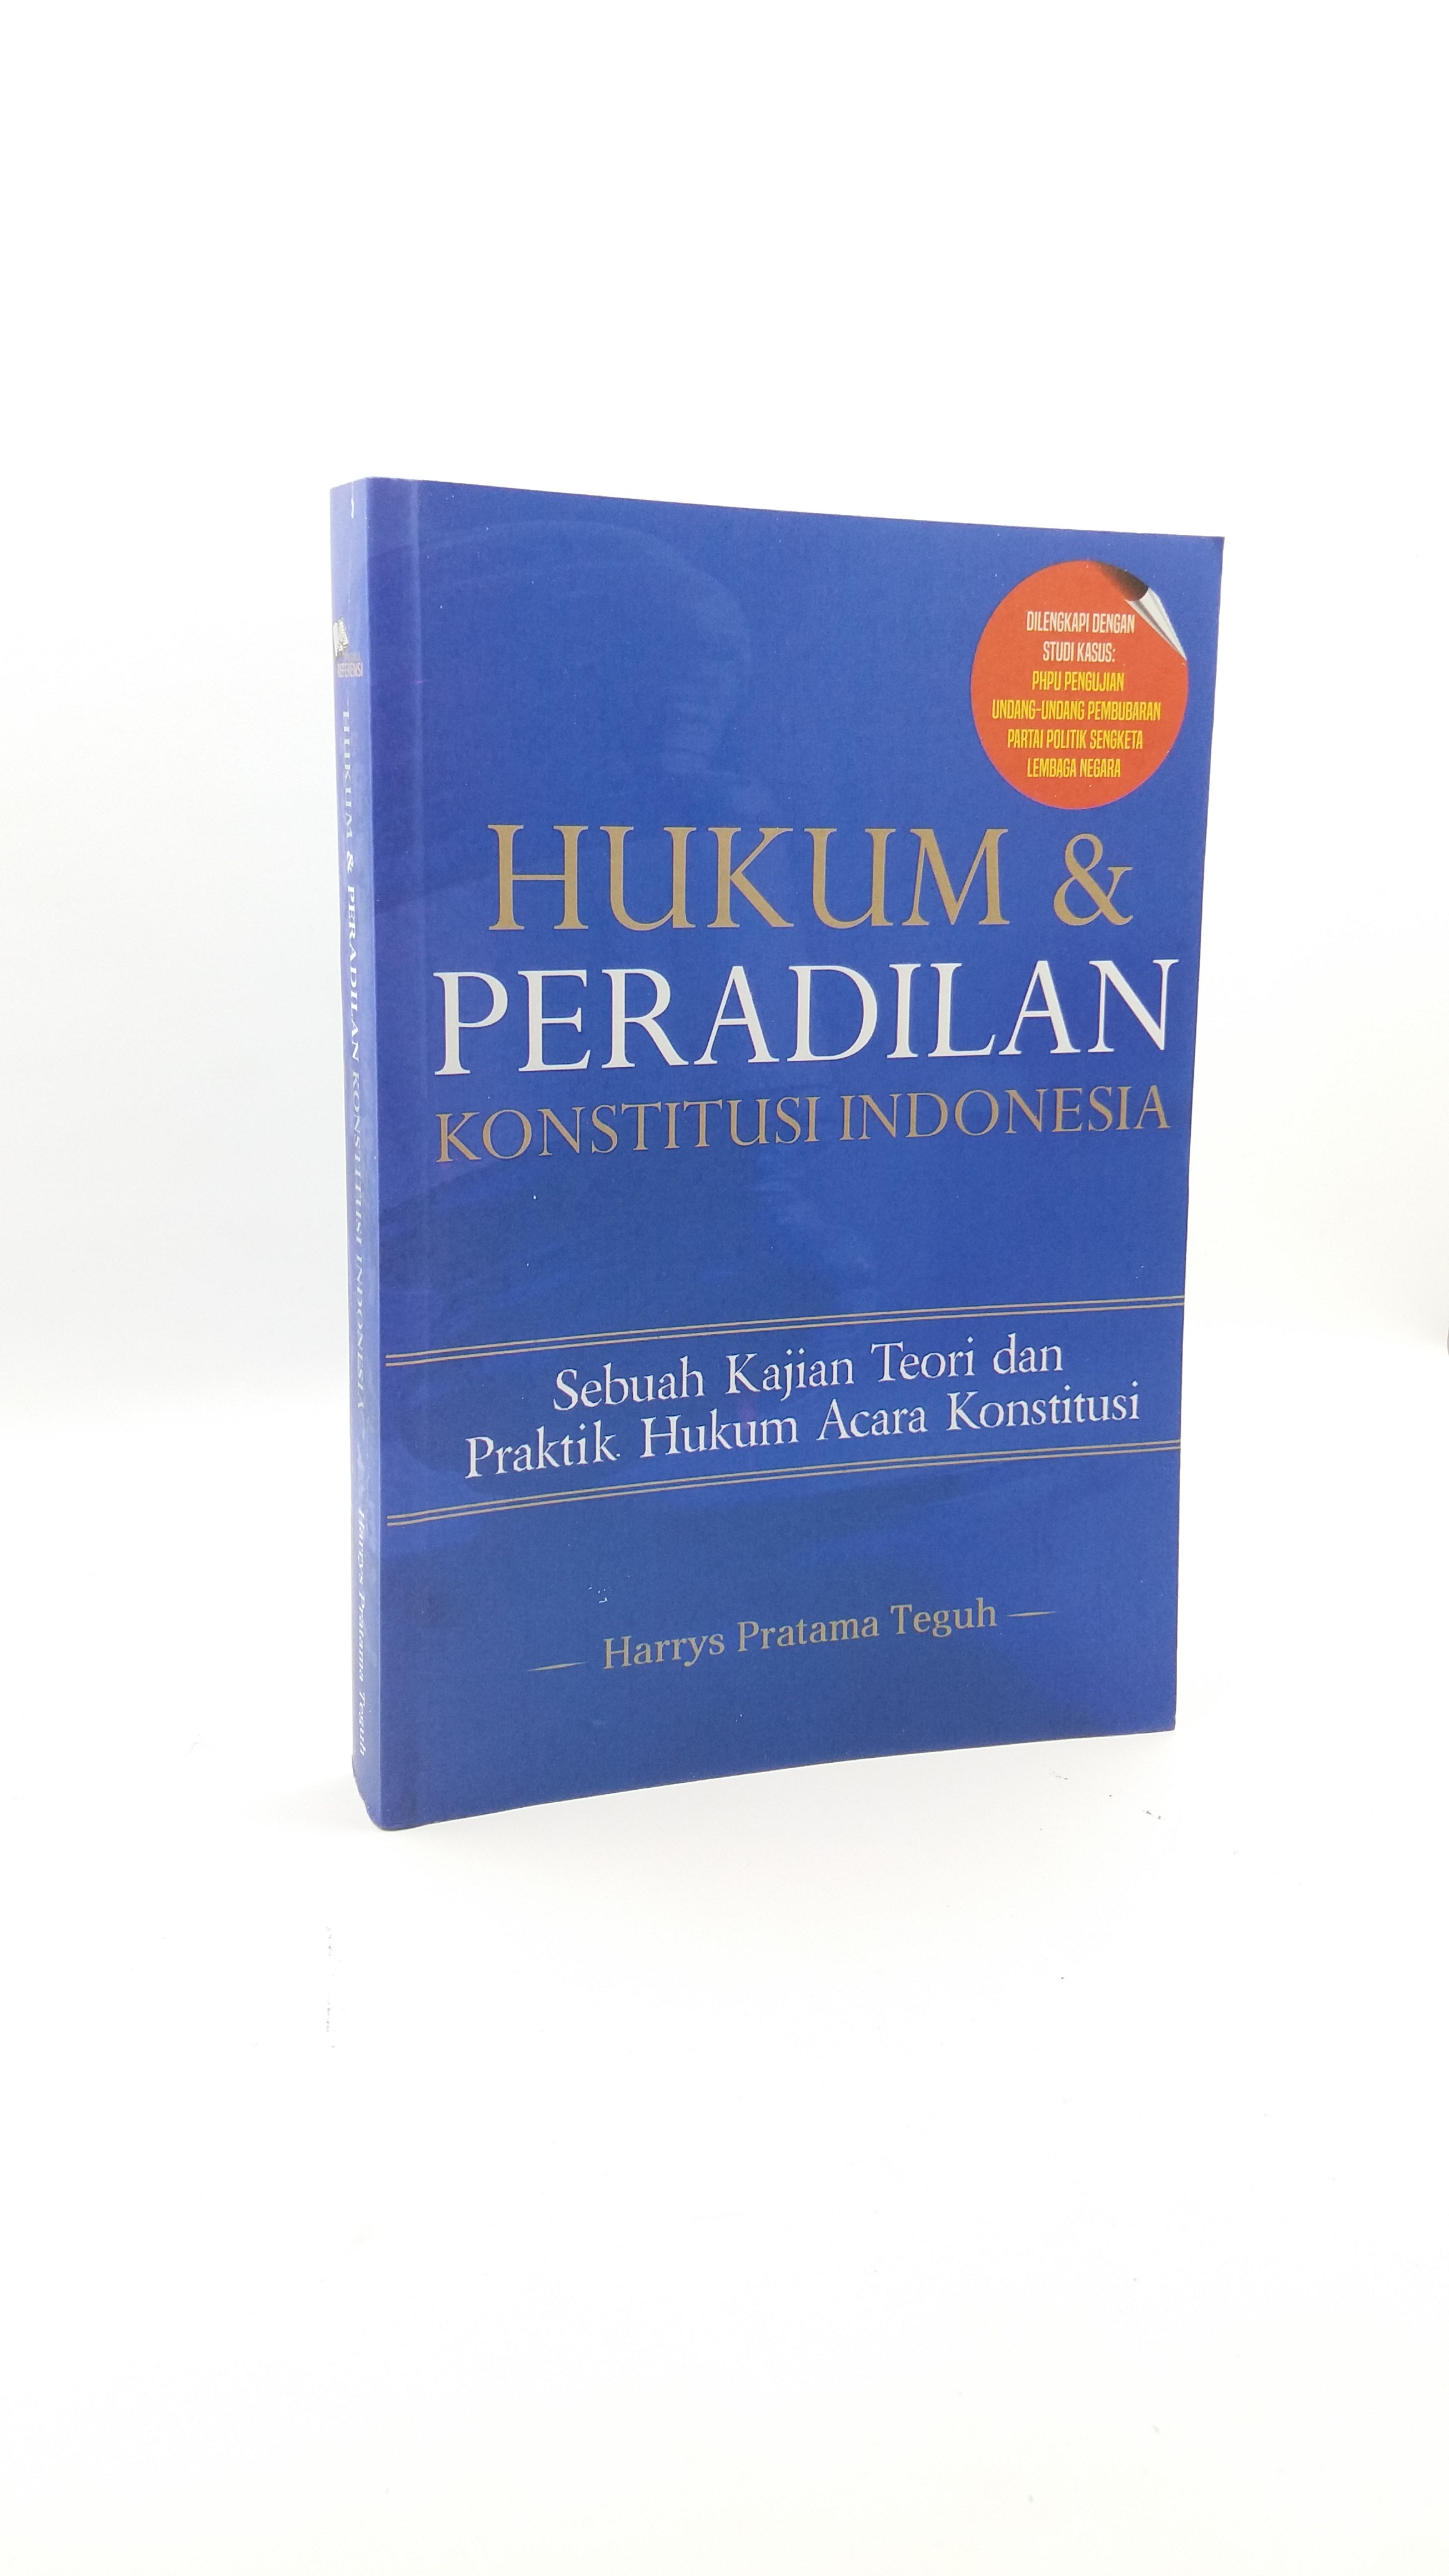 DILENGKAPI DENGAN
STUDI KASUS:
PHPU PENGUJIAN
UNDANG-UNDANG PEMBUBARAN
PARTAI POLITIK SENGKETA
LEMBAGA NEGARA
HUKUM &
PERADILAN
KONSTITUSI INDONESIA
Sebuah Kajian Teori dan
Praktik Hukum Acara Konstitusi
Harrys Pratama Teguh
REFERENSI
HUKUM & PERADILAN KONSTITUSI INDONESIA
Harrys Pratama Teguh